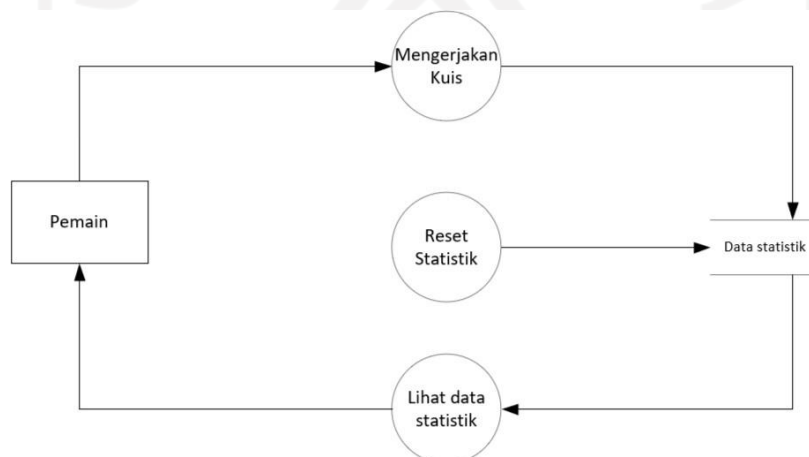 Mengerjakan
Kuis
Pemain
Reset
Statistik
Data statistik
Lihat data
statistik